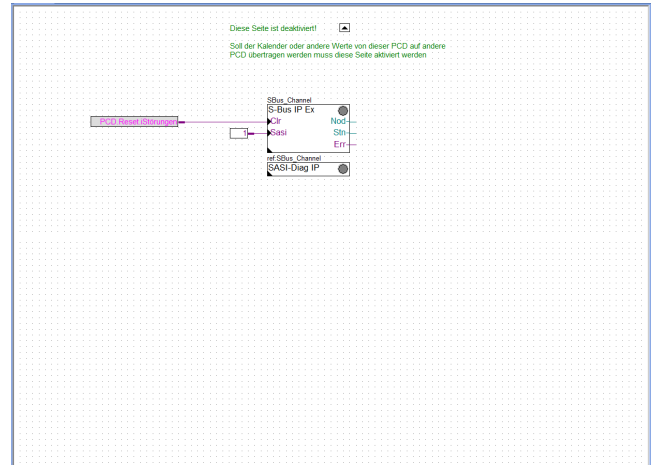 Diese Seite ist deaktiviert!
Soll der Kalender oder andere Werte von dieser PCD auf andere
PCD übertragen werden muss diese Seite aktiviert werden
SBus_Channel
S-Bus IP Ex
PCD.Reset.iStörungen
Clr
Nod
1
Sasi
Stn
Err
ref:SBus_Channel
SASI-Diag IP